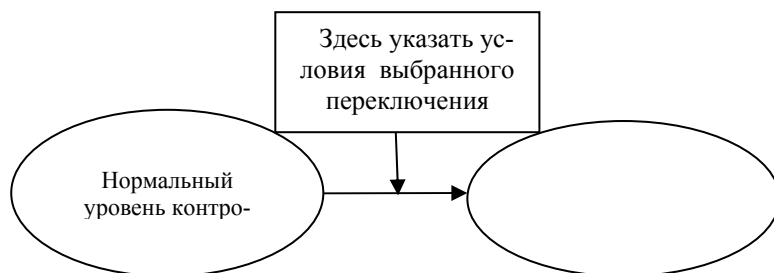 Здесь указать ус-
ловия выбранного
переключения
Нормальный
уровень контро-